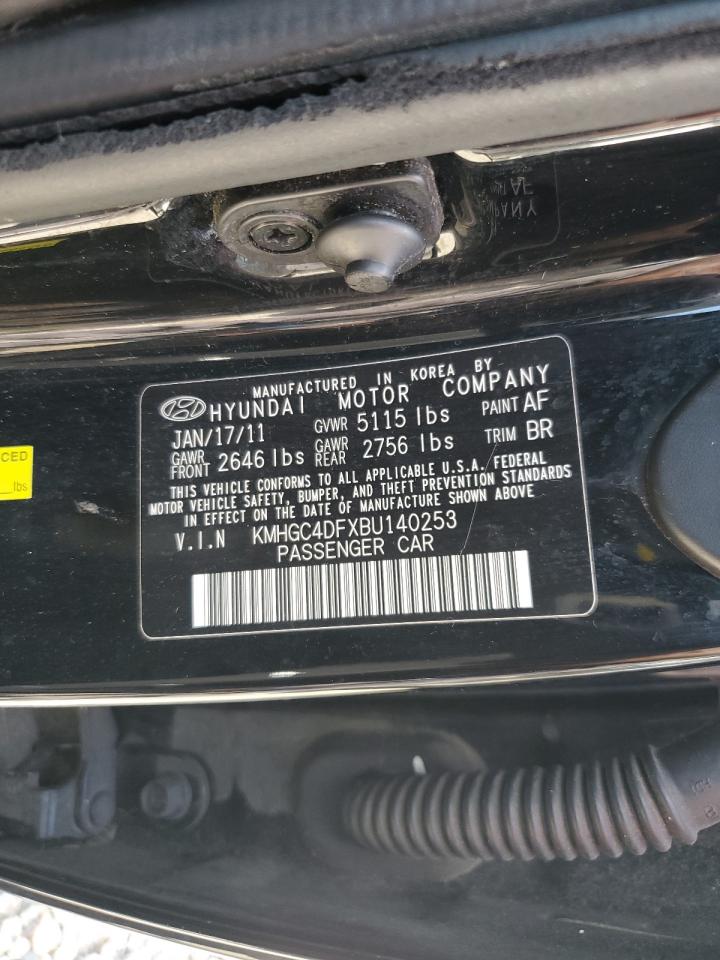 MANUFACTURED IN KOREA BY
HYUNDAI MOTOR COMPANY
JAN/17/11 GVWR 5115 lbs PAINT AF
GAWR FRONT 2646 lbs GAWR REAR 2756 lbs TRIM BR
THIS VEHICLE CONFORMS TO ALL APPLICABLE U.S.A. FEDERAL
MOTOR VEHICLE SAFETY, BUMPER, AND THEFT PREVENTION STANDARDS
IN EFFECT ON THE DATE OF MANUFACTURE SHOWN ABOVE
V.I.N KMHGC4DFXBU140253
PASSENGER CAR
CED
lbs